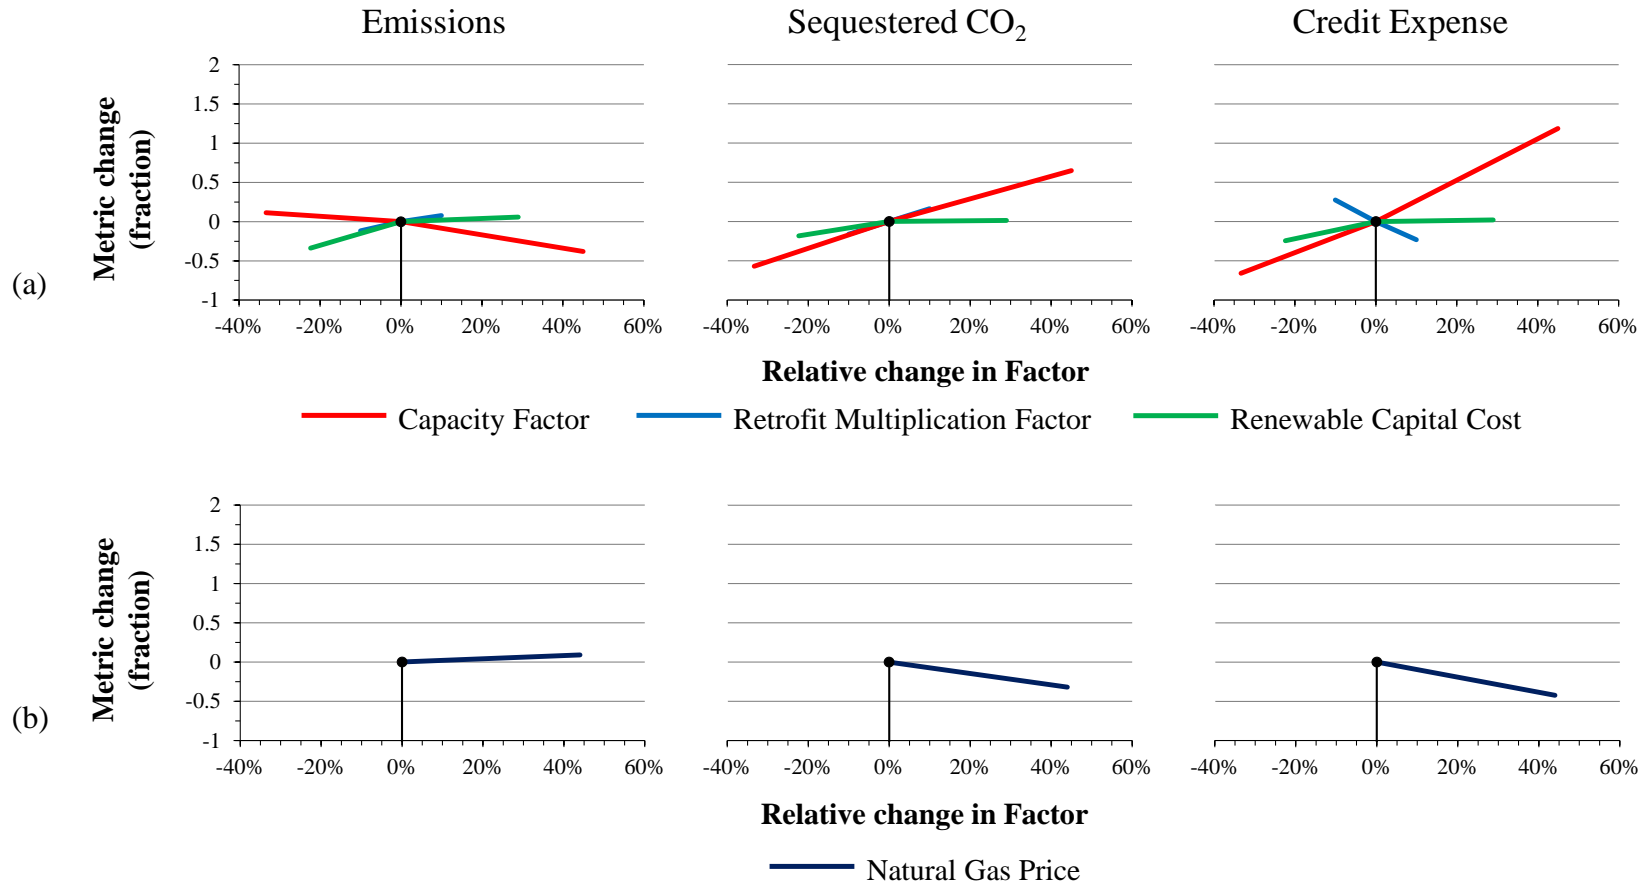 Emissions Sequestered CO₂ Credit Expense
Metric change
(fraction)
2
1.5
1
0.5
0
-0.5
-1
(a)
-40% -20% 0% 20% 40% 60% -40% -20% 0% 20% 40% 60% -40% -20% 0% 20% 40% 60%
Relative change in Factor
Capacity Factor Retrofit Multiplication Factor Renewable Capital Cost
Metric change
(fraction)
2
1.5
1
0.5
0
-0.5
-1
(b)
-40% -20% 0% 20% 40% 60% -40% -20% 0% 20% 40% 60% -40% -20% 0% 20% 40% 60%
Relative change in Factor
Natural Gas Price